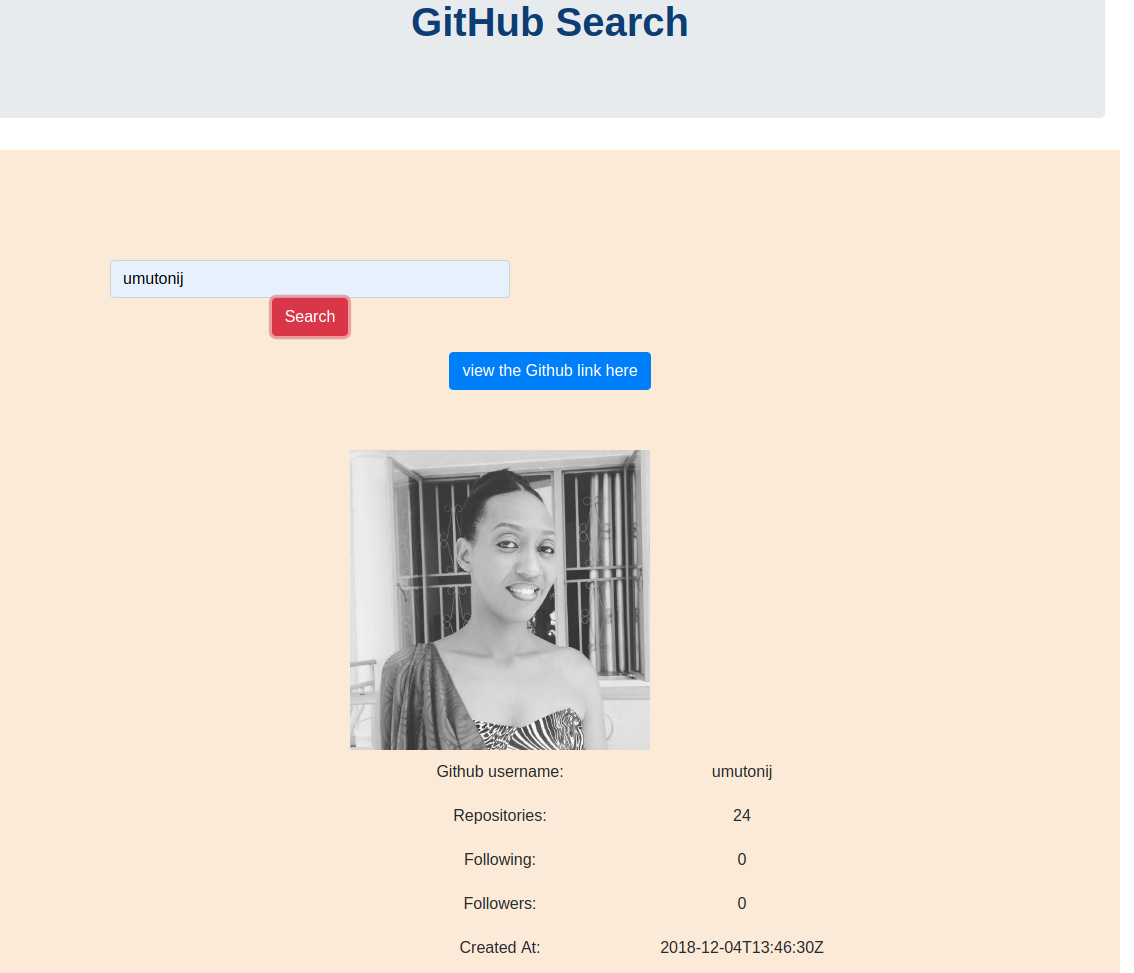 GitHub Search
umutonij
Search
view the Github link here
Github username: umutonij
Repositories: 24
Following: 0
Followers: 0
Created At: 2018-12-04T13:46:30Z